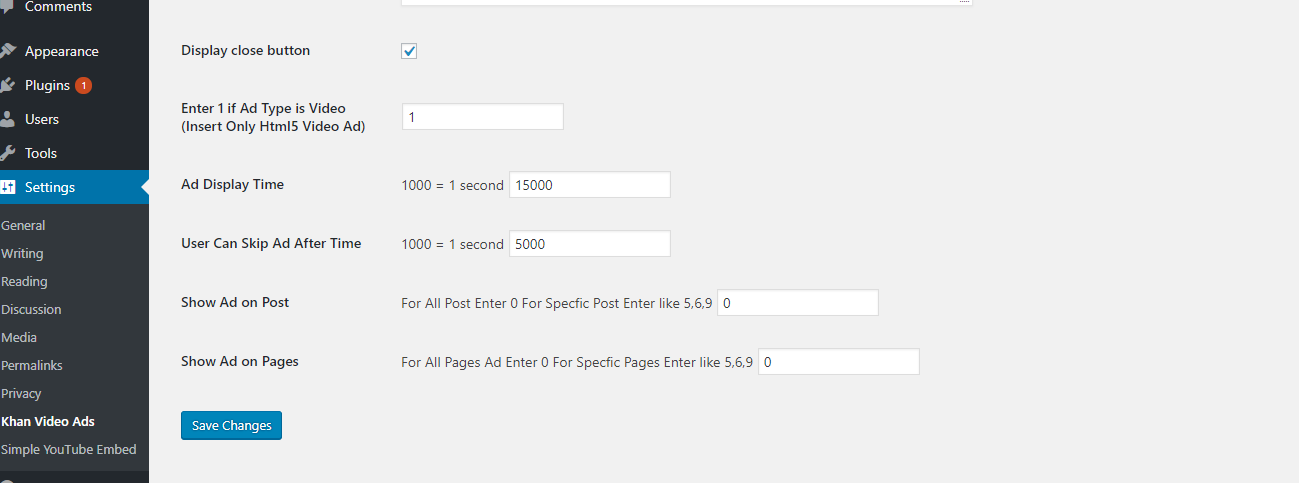 Comments
Appearance
Plugins 1
Users
Tools
Settings
General
Writing
Reading
Discussion
Media
Permalinks
Privacy
Khan Video Ads
Simple YouTube Embed
Display close button
Enter 1 if Ad Type is Video
(Insert Only Html5 Video Ad)
1
Ad Display Time
1000 = 1 second 15000
User Can Skip Ad After Time
1000 = 1 second 5000
Show Ad on Post
For All Post Enter 0 For Specfic Post Enter like 5,6,9 0
Show Ad on Pages
For All Pages Ad Enter 0 For Specfic Pages Enter like 5,6,9 0
Save Changes